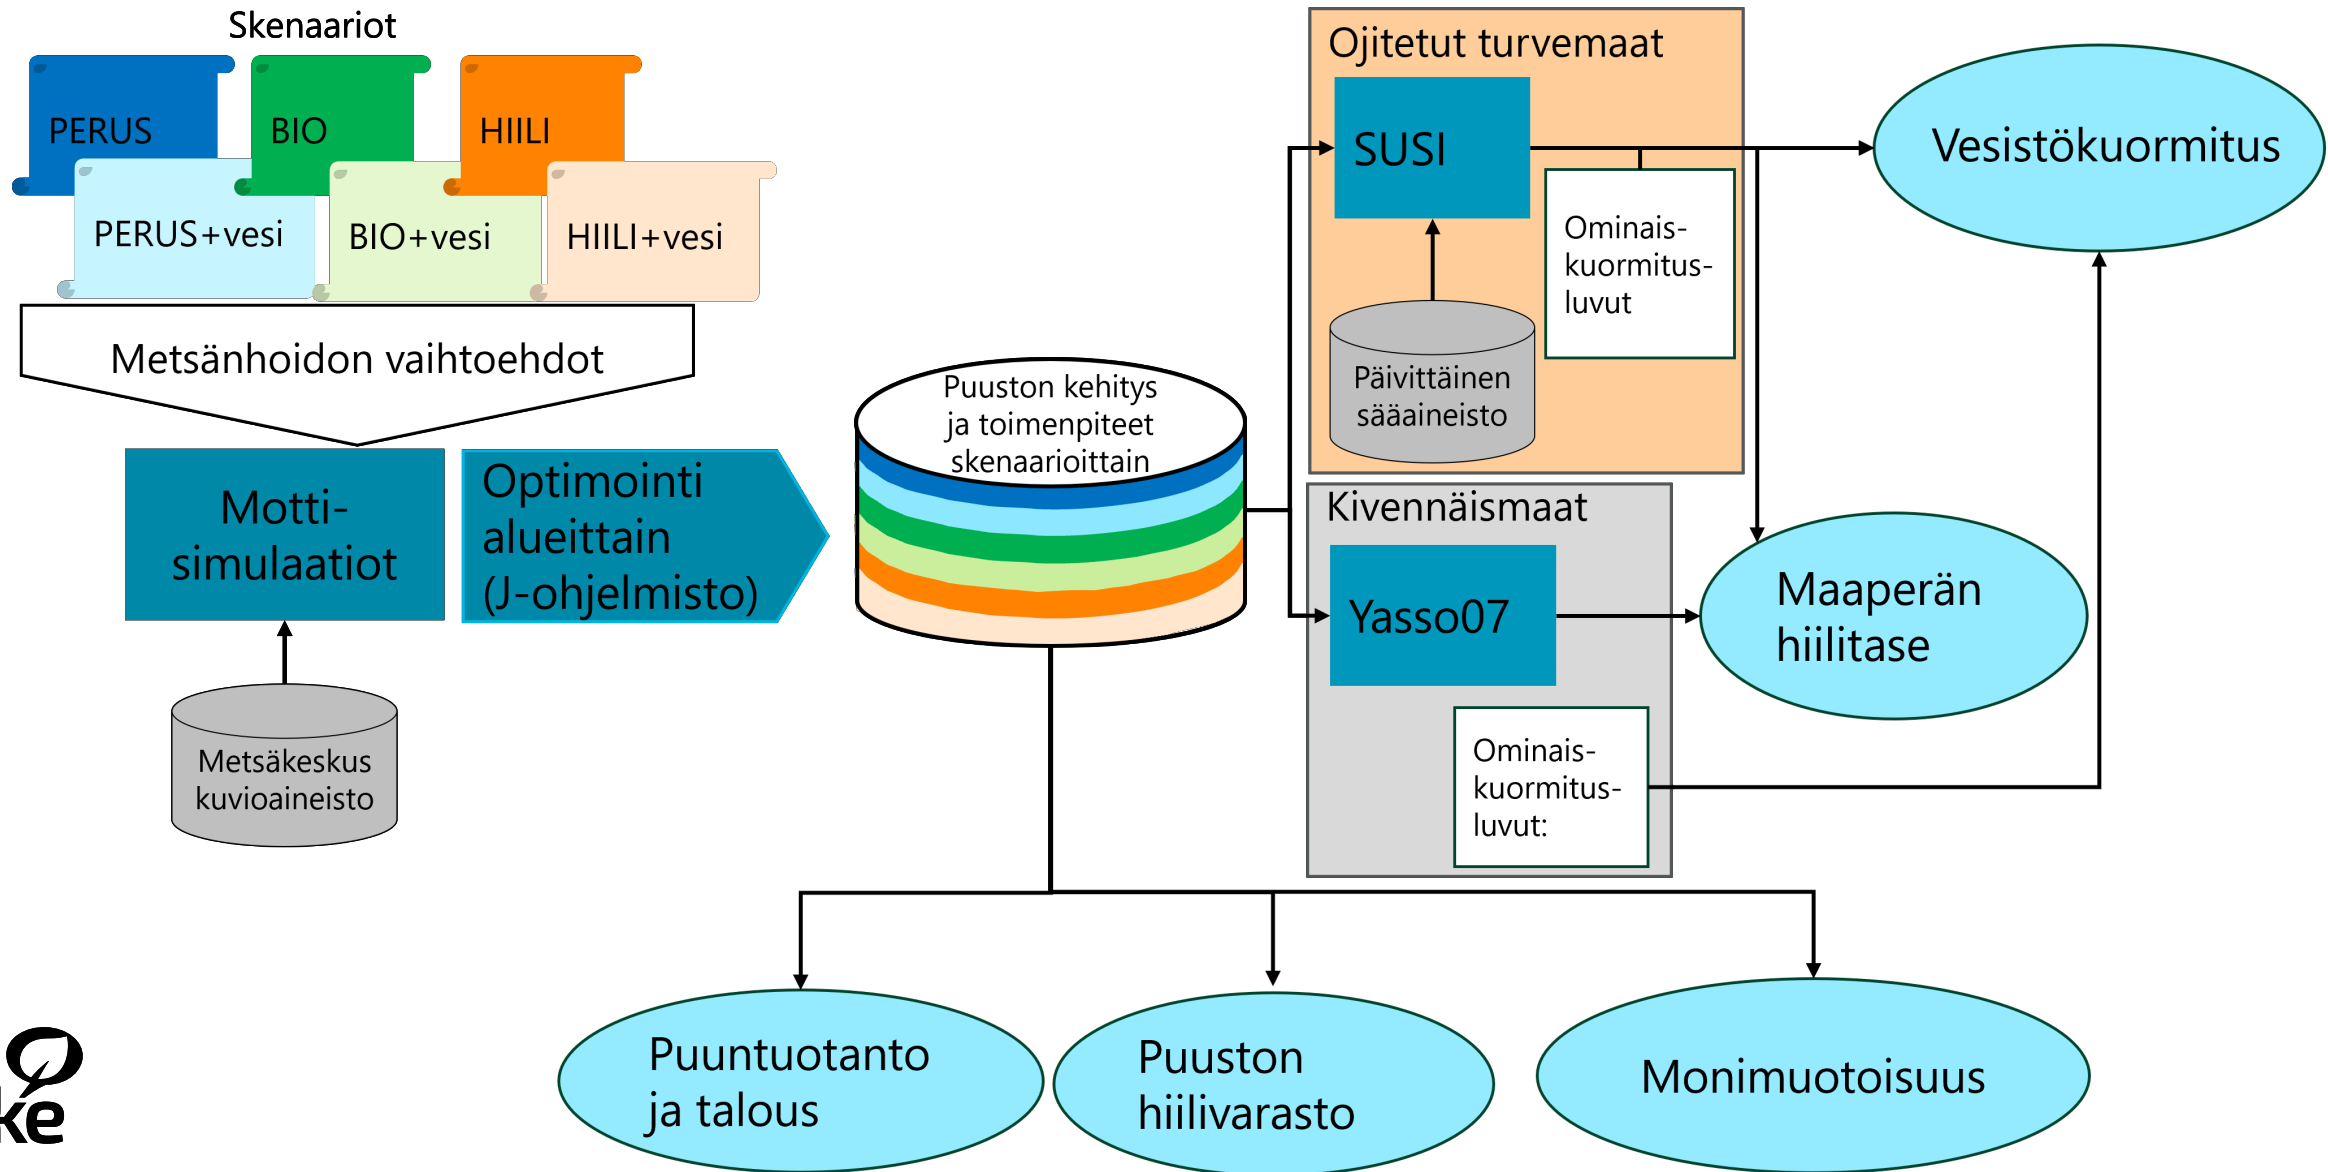 Skenaariot
PERUS
BIO
HIILI
PERUS+vesi
BIO+vesi
HIILI+vesi
Metsänhoidon vaihtoehdot
Motti-
simulaatiot
Optimointi
alueittain
(J-ohjelmisto)
Metsäkeskus
kuvioaineisto
Puuston kehitys
ja toimenpiteet
skenaarioittain
Ojitetut turvemaat
SUSI
Ominais-
kuormitus-
luvut
Päivittäinen
sääaineisto
Kivennäismaat
Yasso07
Ominais-
kuormitus-
luvut:
Vesistökuormitus
Maaperän
hiilitase
Puuntuotanto
ja talous
Puuston
hiilivarasto
Monimuotoisuus
ke